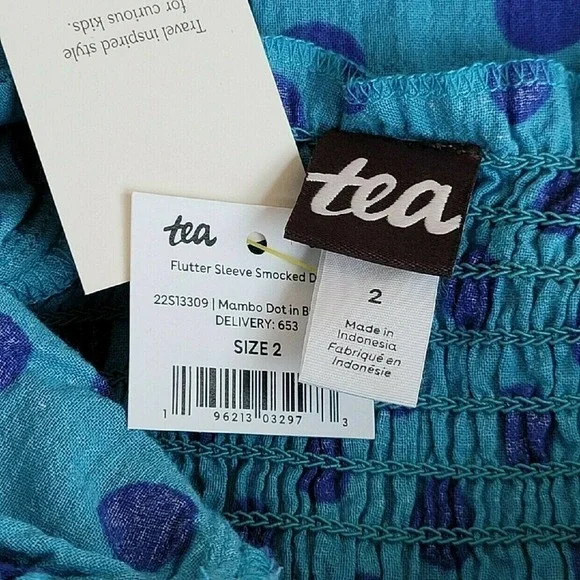 Travel inspired style
for curious kids.
tea
Flutter Sleeve Smocked D
22S13309 | Mambo Dot in B
DELIVERY: 653
SIZE 2
1 96213 03297 3
tea
2
Made in
Indonesia
Fabriqué en
Indonésie